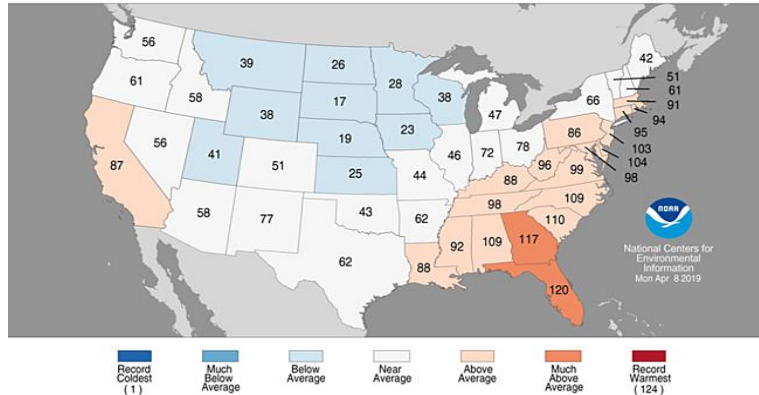 56
39
26
28
38
42
51
61
91
94
95
103
104
98
61
58
38
17
23
47
66
86
87
56
41
51
19
25
44
46
72
78
96
99
88
58
77
43
62
98
109
110
62
88
92
109
117
120
NOAA
National Centers for
Environmental
Information
Mon Apr 8 2019
Record
Coldest
(1)
Much
Below
Average
Below
Average
Near
Average
Above
Average
Much
Above
Average
Record
Warmest
(124)